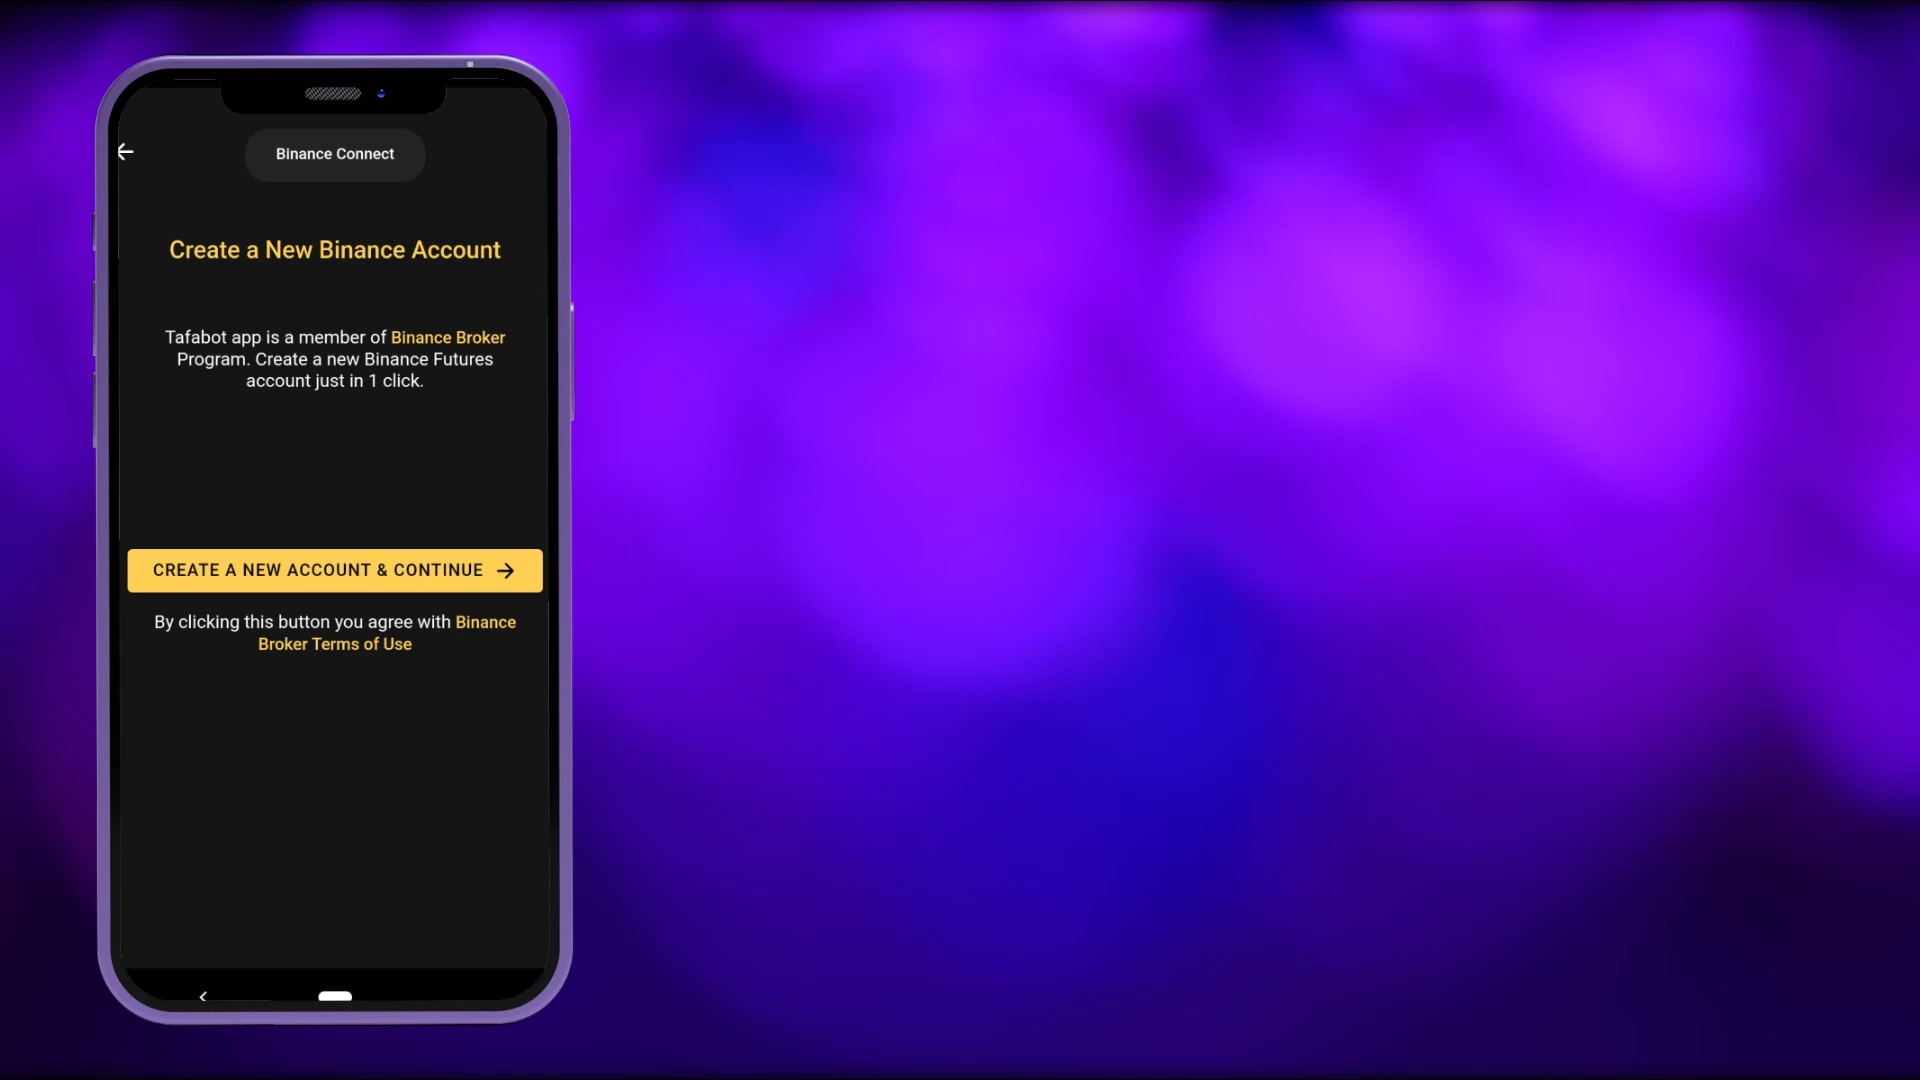 Binance Connect
Create a New Binance Account
Tafabot app is a member of Binance Broker
Program. Create a new Binance Futures
account just in 1 click.
CREATE A NEW ACCOUNT & CONTINUE
By clicking this button you agree with Binance
Broker Terms of Use